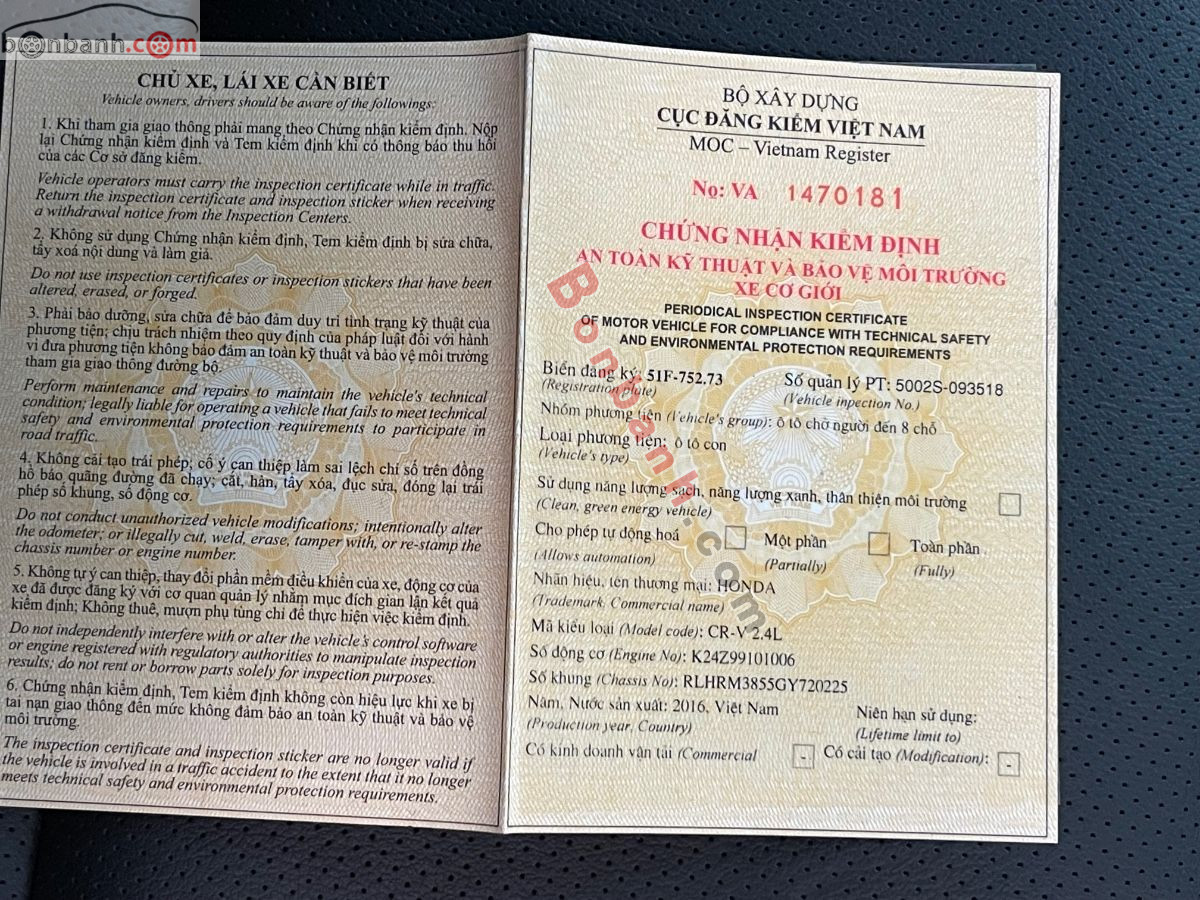 bonbanh.com
CHỦ XE, LÁI XE CẦN BIẾT
Vehicle owners, drivers should be aware of the followings:
1. Khi tham gia giao thông phải mang theo Chứng nhận kiểm định. Nộp
lại Chứng nhận kiểm định và Tem kiểm định khi có thông báo thu hồi
của các Cơ sở đăng kiểm.
Vehicle operators must carry the inspection certificate while in traffic.
Return the inspection certificate and inspection sticker when receiving
a withdrawal notice from the Inspection Centers.
2. Không sử dụng Chứng nhận kiểm định, Tem kiểm định bị sửa chữa,
tẩy xoá nội dung và làm giả.
Do not use inspection certificates or inspection stickers that have been
altered, erased, or forged.
3. Phải bảo dưỡng, sửa chữa để bảo đảm duy trì tình trạng kỹ thuật của
phương tiện; chịu trách nhiệm theo quy định của pháp luật đối với hành
vi đưa phương tiện không bảo đảm an toàn kỹ thuật và bảo vệ môi trường
tham gia giao thông đường bộ.
Perform maintenance and repairs to maintain the vehicle's technical
condition; legally liable for operating a vehicle that fails to meet technical
safety and environmental protection requirements to participate in
road traffic.
4. Không cải tạo trái phép; cố ý can thiệp làm sai lệch chỉ số trên đồng
hồ báo quãng đường đã chạy; cắt, hàn, tẩy xóa, đục sửa, đóng lại trái
phép số khung, số động cơ.
Do not conduct unauthorized vehicle modifications; intentionally alter
the odometer; or illegally cut, weld, erase, tamper with, or re-stamp the
chassis number or engine number.
5. Không tự ý can thiệp, thay đổi phần mềm điều khiển của xe, động cơ của
xe đã được đăng ký với cơ quan quản lý nhằm mục đích gian lận kết quả
kiểm định; Không thuê, mượn phụ tùng chỉ để thực hiện việc kiểm định.
Do not independently interfere with or alter the vehicle's control software
or engine registered with regulatory authorities to manipulate inspection
results; do not rent or borrow parts solely for inspection purposes.
6. Chứng nhận kiểm định, Tem kiểm định không còn hiệu lực khi xe bị
tai nạn giao thông đến mức không đảm bảo an toàn kỹ thuật và bảo vệ
môi trường.
The inspection certificate and inspection sticker are no longer valid if
the vehicle is involved in a traffic accident to the extent that it no longer
meets technical safety and environmental protection requirements.
BỘ XÂY DỰNG
CỤC ĐĂNG KIỂM VIỆT NAM
MOC – Vietnam Register
Nọ: VA 1470181
CHỨNG NHẬN KIỂM ĐỊNH
AN TOÀN KỸ THUẬT VÀ BẢO VỆ MÔI TRƯỜNG
XE CƠ GIỚI
PERIODICAL INSPECTION CERTIFICATE
OF MOTOR VEHICLE FOR COMPLIANCE WITH TECHNICAL SAFETY
AND ENVIRONMENTAL PROTECTION REQUIREMENTS
Biển đăng ký: 51F-752.73 Số quản lý PT: 5002S-093518
(Registration plate) (Vehicle inpection No.)
Nhóm phương tiện (Vehicle's group): ô tô chở người đến 8 chỗ
Loại phương tiện: ô tô con
(Vehicle's type)
Sử dụng năng lượng sạch, năng lượng xanh, thân thiện môi trường
(Clean, green energy vehicle)
Cho phép tự động hoá Một phần Toàn phần
(Allows automation) (Partially) (Fully)
Nhãn hiệu, tên thương mại: HONDA
(Trademark, Commercial name)
Mã kiểu loại (Model code): CR-V 2.4L
Số động cơ (Engine No): K24Z99101006
Số khung (Chassis No): RLHRM3855GY720225
Năm, Nước sản xuất: 2016, Việt Nam Niên hạn sử dụng:
(Production year, Country) (Lifetime limit to)
Có kinh doanh vận tải (Commercial - Có cải tạo (Modification): -
Bonbanh.com
VIỆT NAM